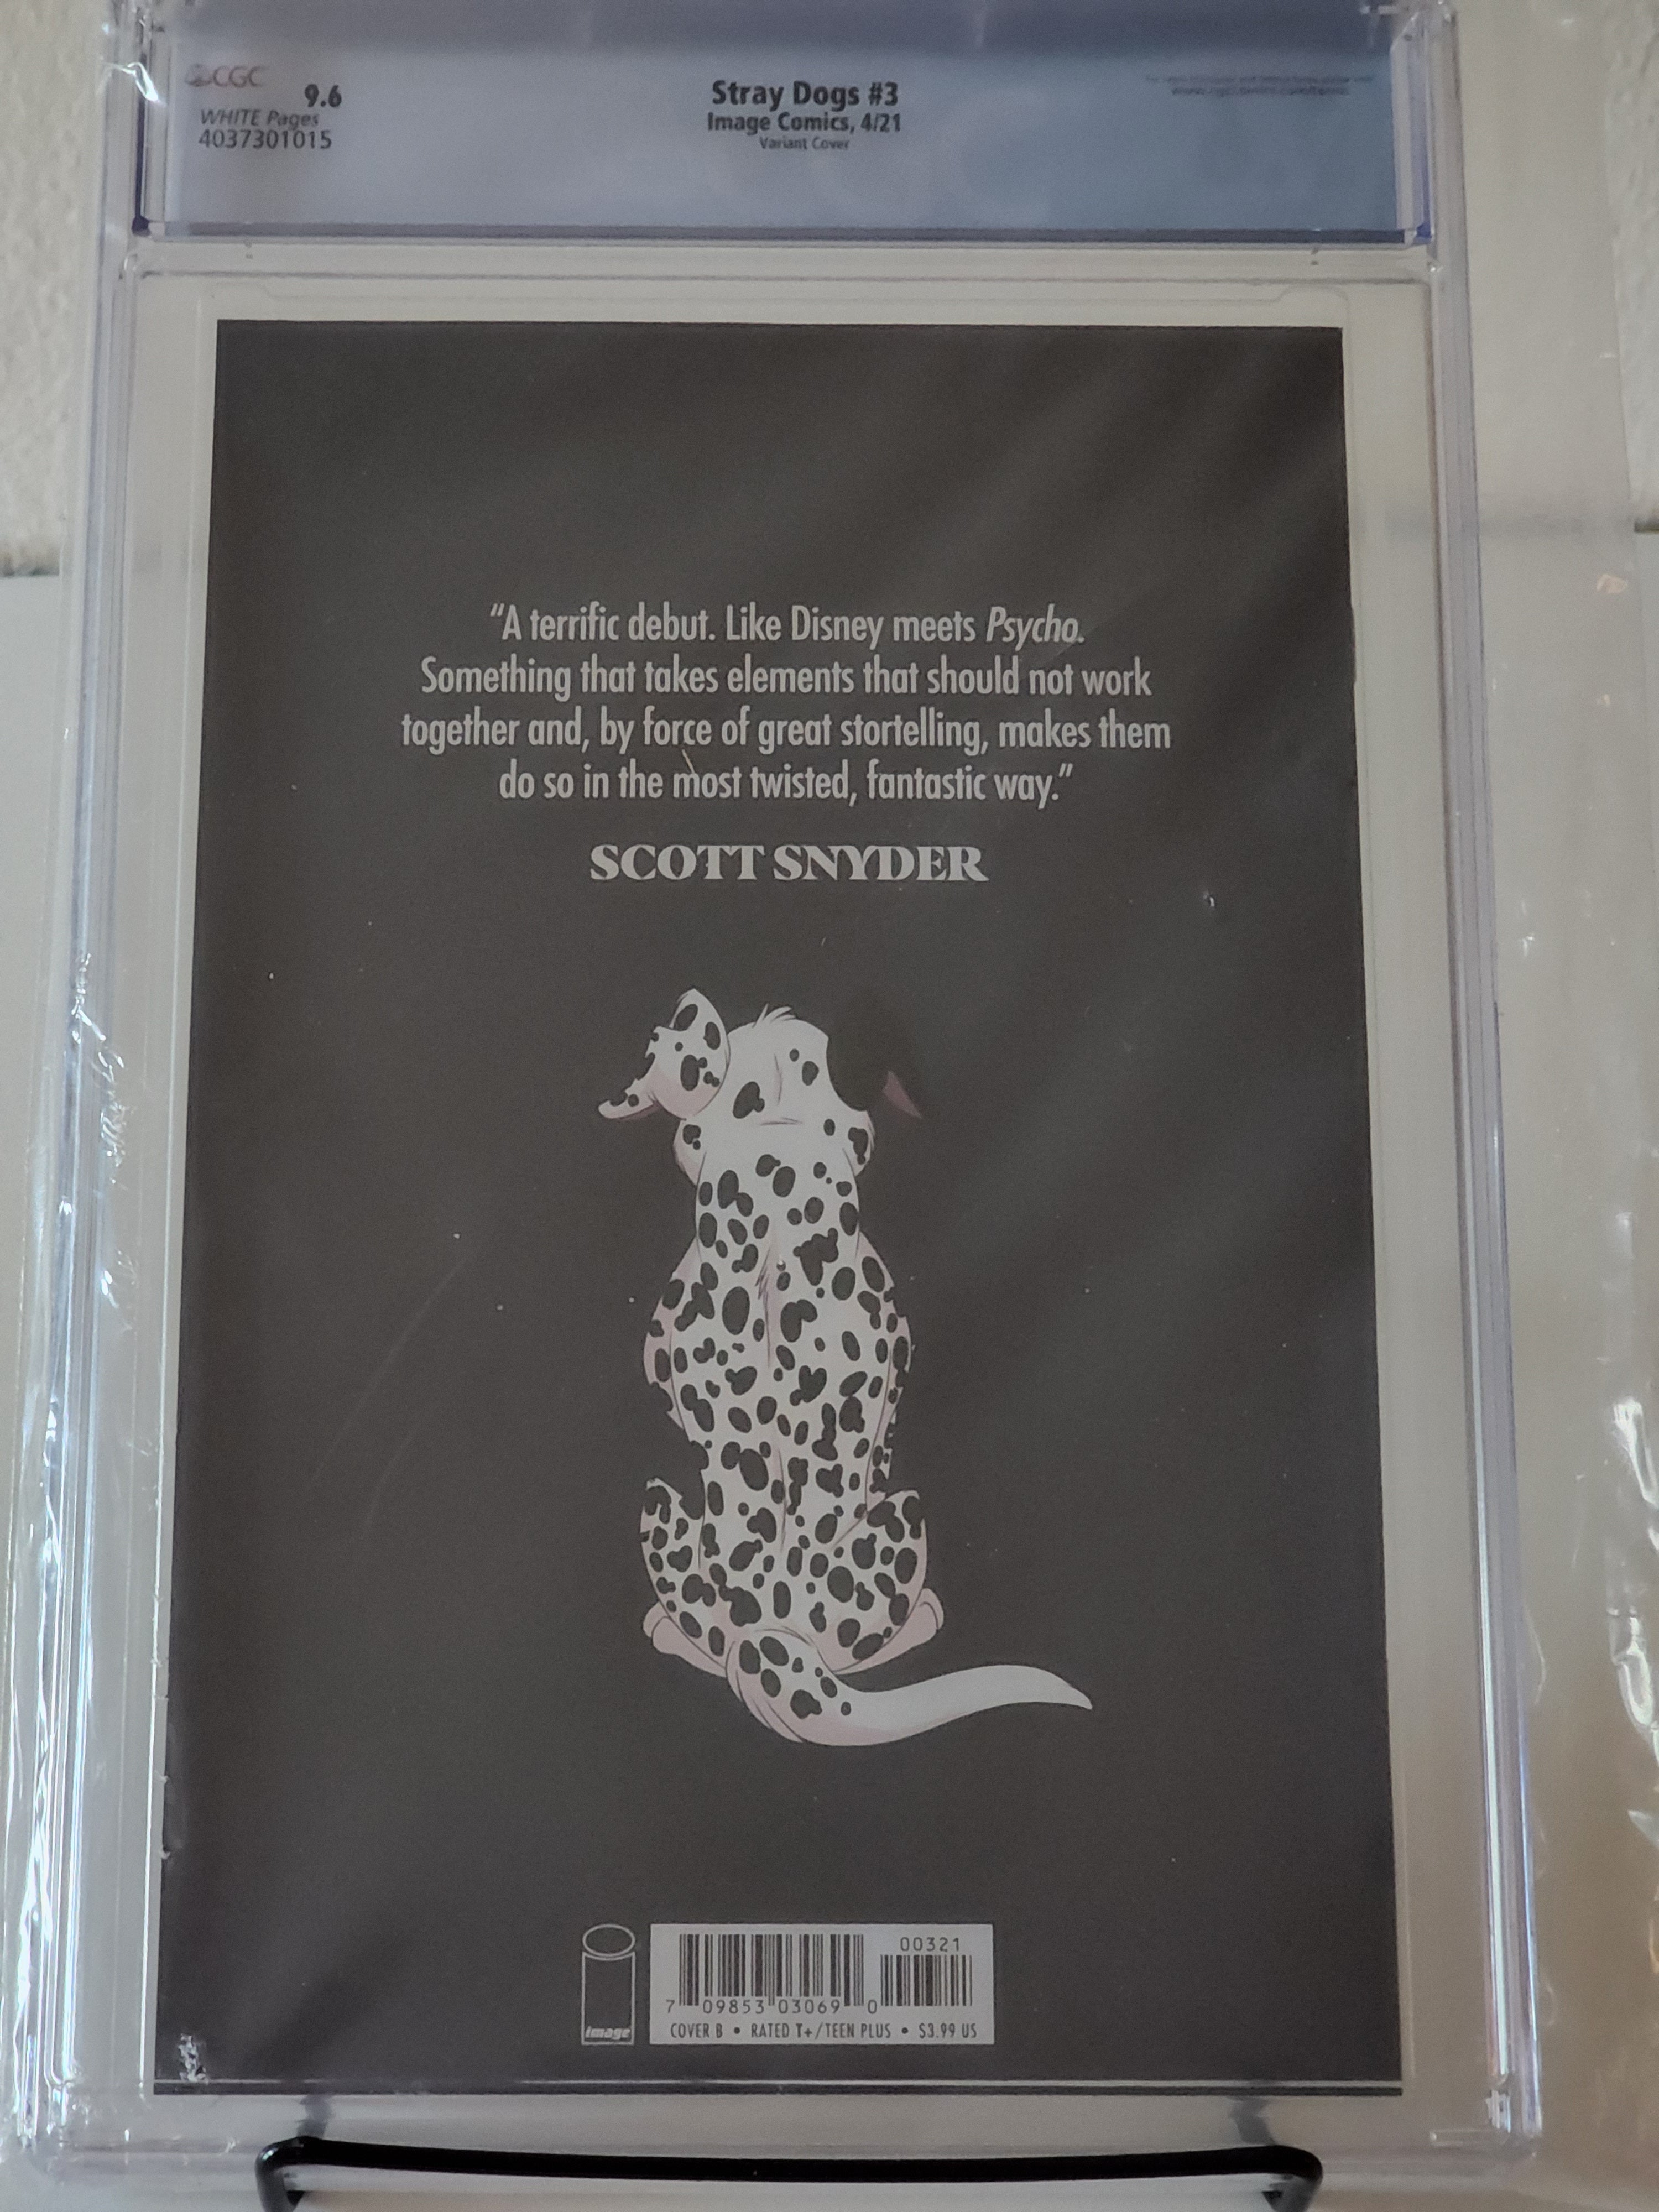 CGC
9.6
WHITE Pages
4037301015
Stray Dogs #3
Image Comics, 4/21
Variant Cover
“A terrific debut. Like Disney meets Psycho.
Something that takes elements that should not work
together and, by force of great stortelling, makes them
do so in the most twisted, fantastic way.”
SCOTT SNYDER
image
00321
7 09853 03069 0
COVER B • RATED T+/TEEN PLUS • $3.99 US